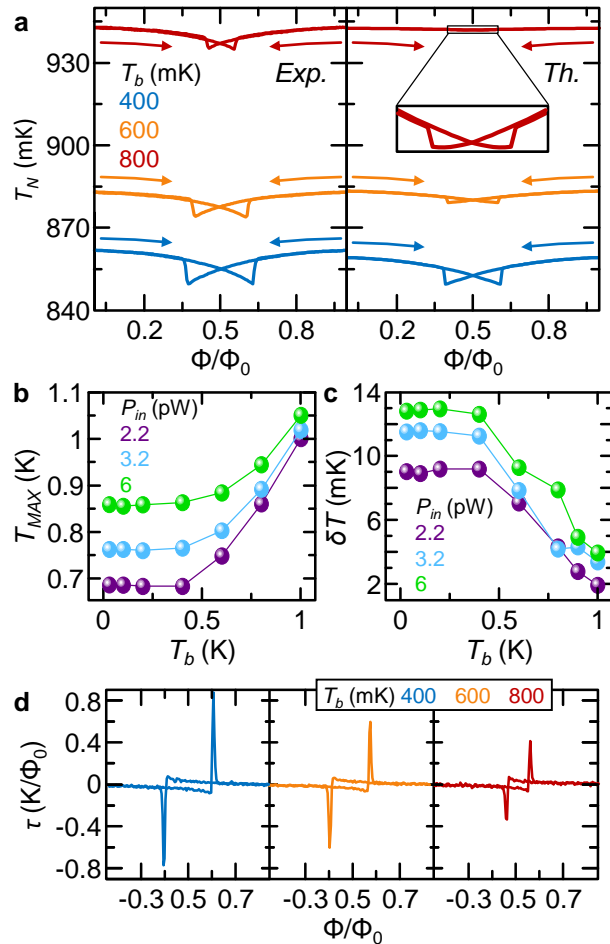 a
T_b (mK)
400
600
800
Exp.
Th.
930
900
870
840
T_N (mK)
0.2 0.5 0.8
0.2 0.5 0.8
Φ/Φ_0
Φ/Φ_0
b
P_in (pW)
2.2
3.2
6
1.1
1
0.9
0.8
0.7
T_MAX (K)
0 0.5 1
T_b (K)
c
14
12
10
8
6
4
2
δT (mK)
P_in (pW)
2.2
3.2
6
0 0.5 1
T_b (K)
d
T_b (mK) 400 600 800
0.8
0.4
0
-0.4
-0.8
τ (K/Φ_0)
-0.3 0.5 0.7
-0.3 0.5 0.7
-0.3 0.5 0.7
Φ/Φ_0